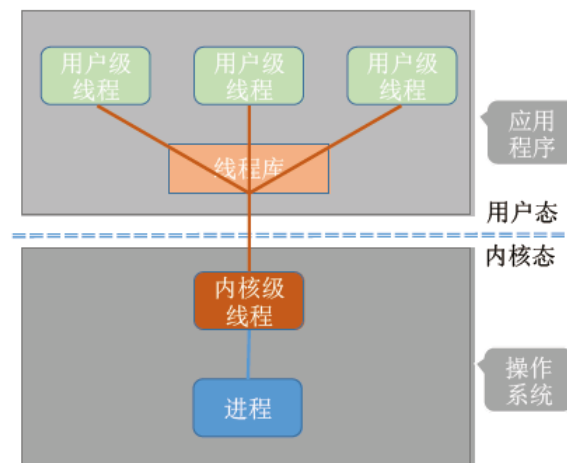 用户级
线程
用户级
线程
用户级
线程
应用
程序
线程库
用户态
内核态
内核级
线程
操作
系统
进程